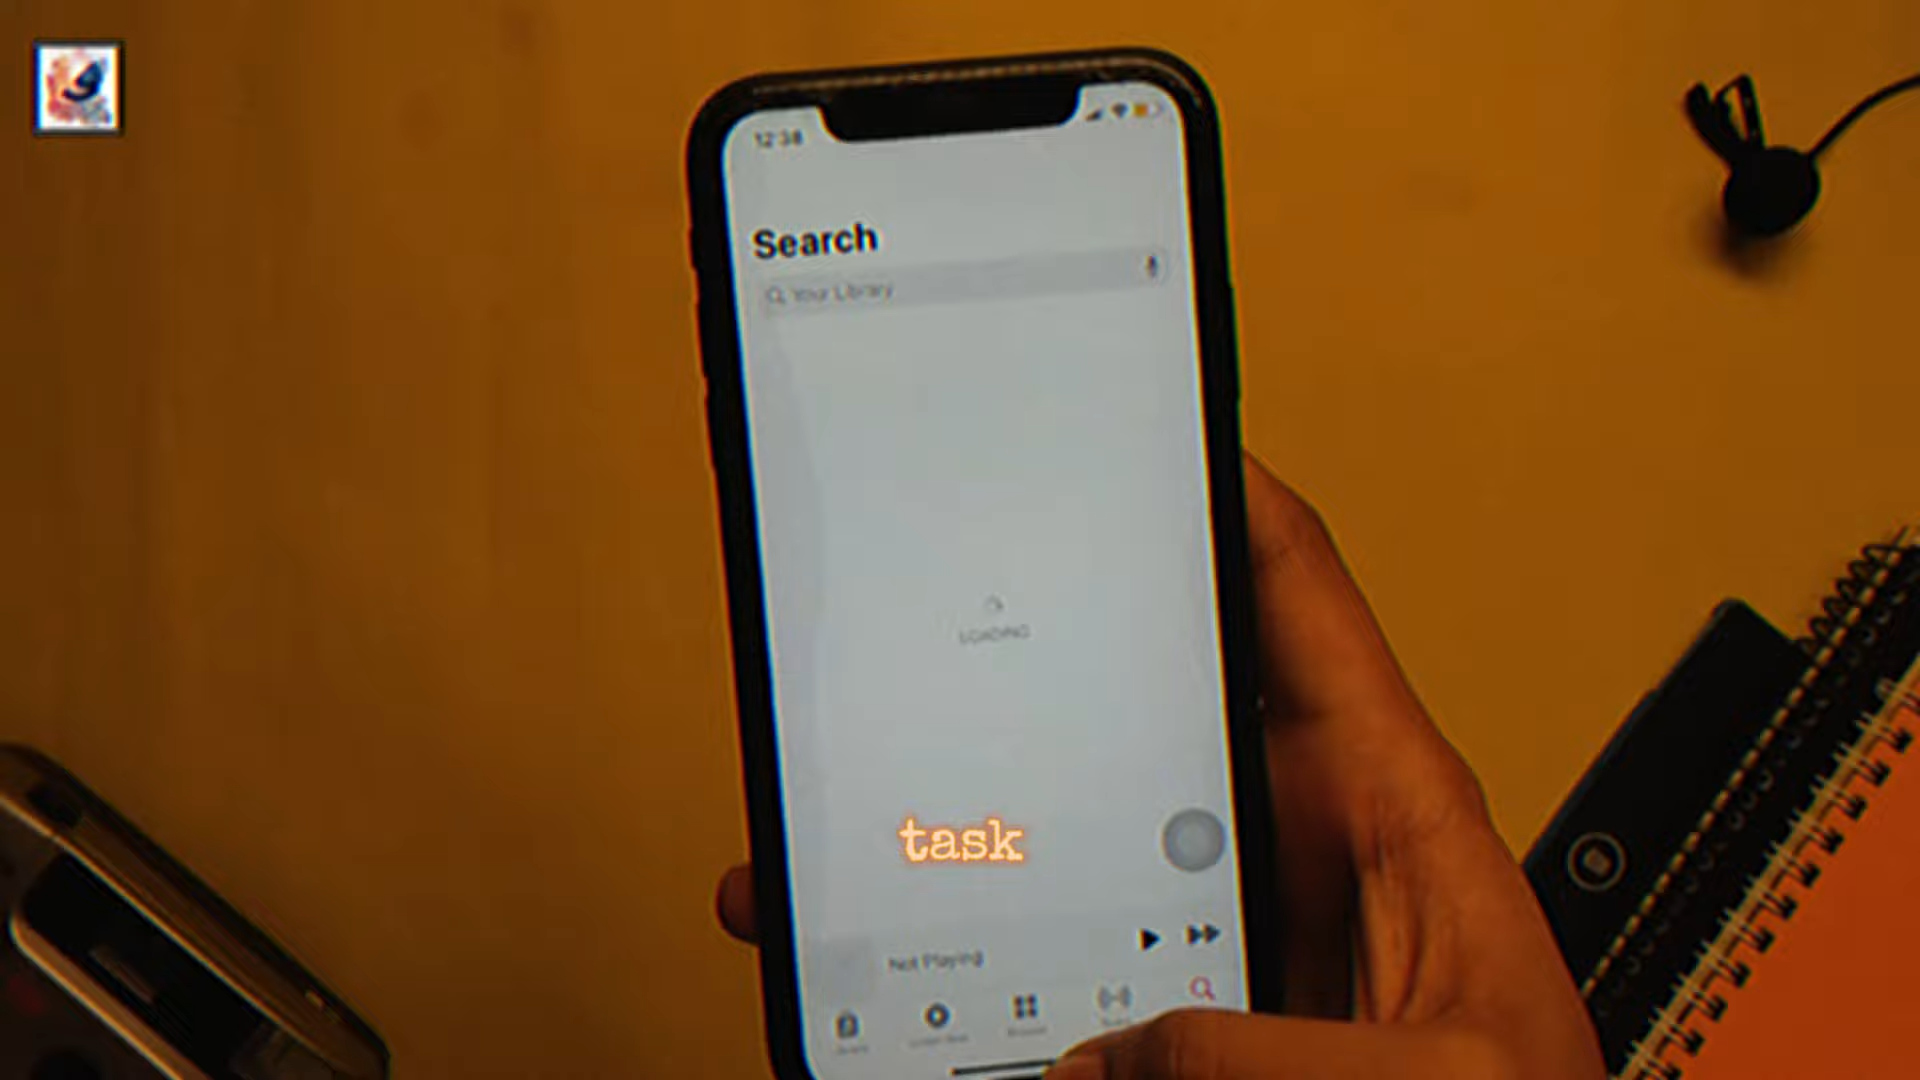 12:38
Search
Your Library
LOADING
task
Not Playing